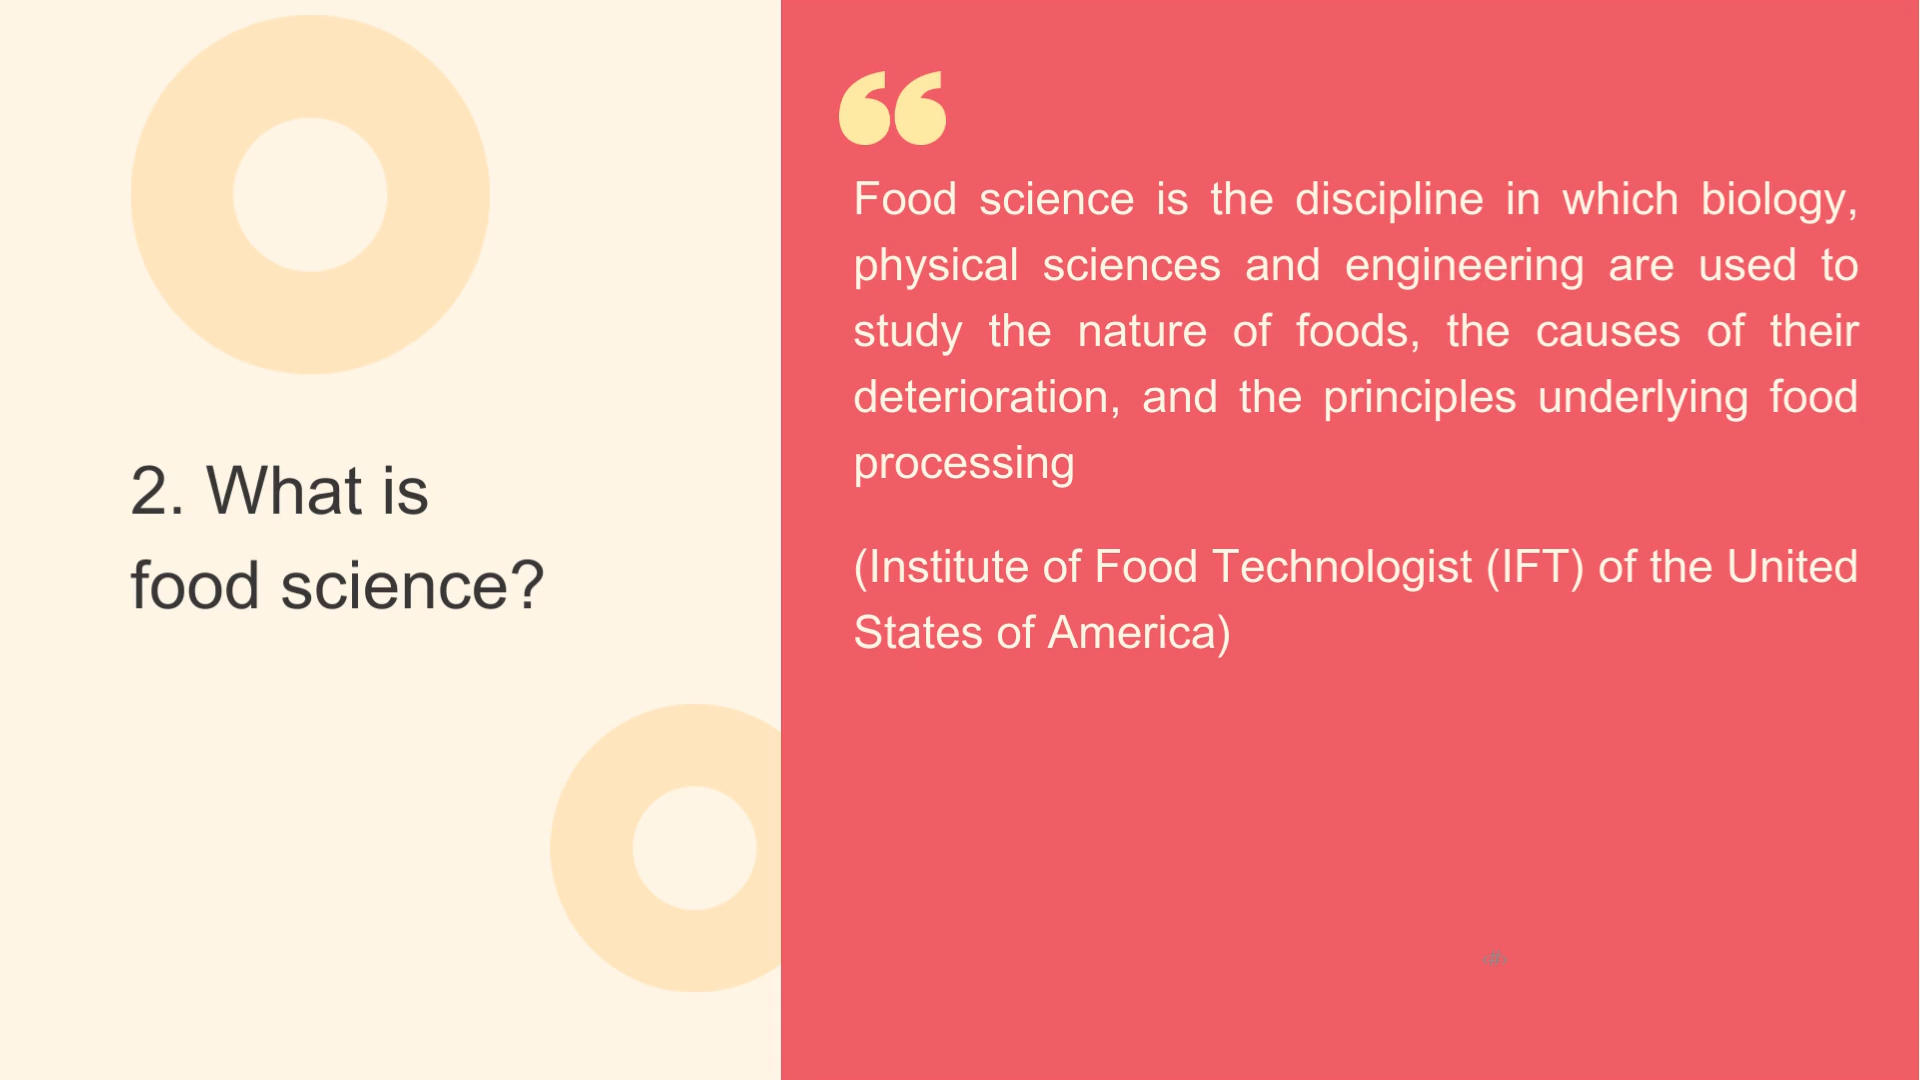 2. What is
food science?
Food science is the discipline in which biology,
physical sciences and engineering are used to
study the nature of foods, the causes of their
deterioration, and the principles underlying food
processing
(Institute of Food Technologist (IFT) of the United
States of America)
‹#›